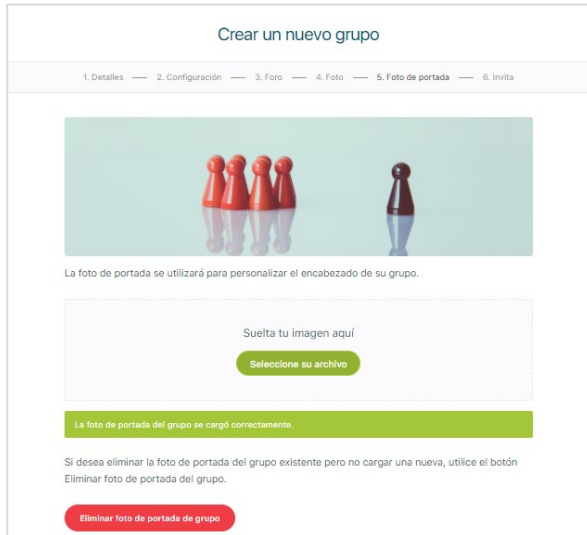 Crear un nuevo grupo
1. Detalles — 2. Configuración — 3. Foro — 4. Foto — 5. Foto de portada — 6. Invita
La foto de portada se utilizará para personalizar el encabezado de su grupo.
Suelta tu imagen aquí
Seleccione su archivo
La foto de portada del grupo se cargó correctamente.
Si desea eliminar la foto de portada del grupo existente pero no cargar una nueva, utilice el botón
Eliminar foto de portada del grupo.
Eliminar foto de portada de grupo